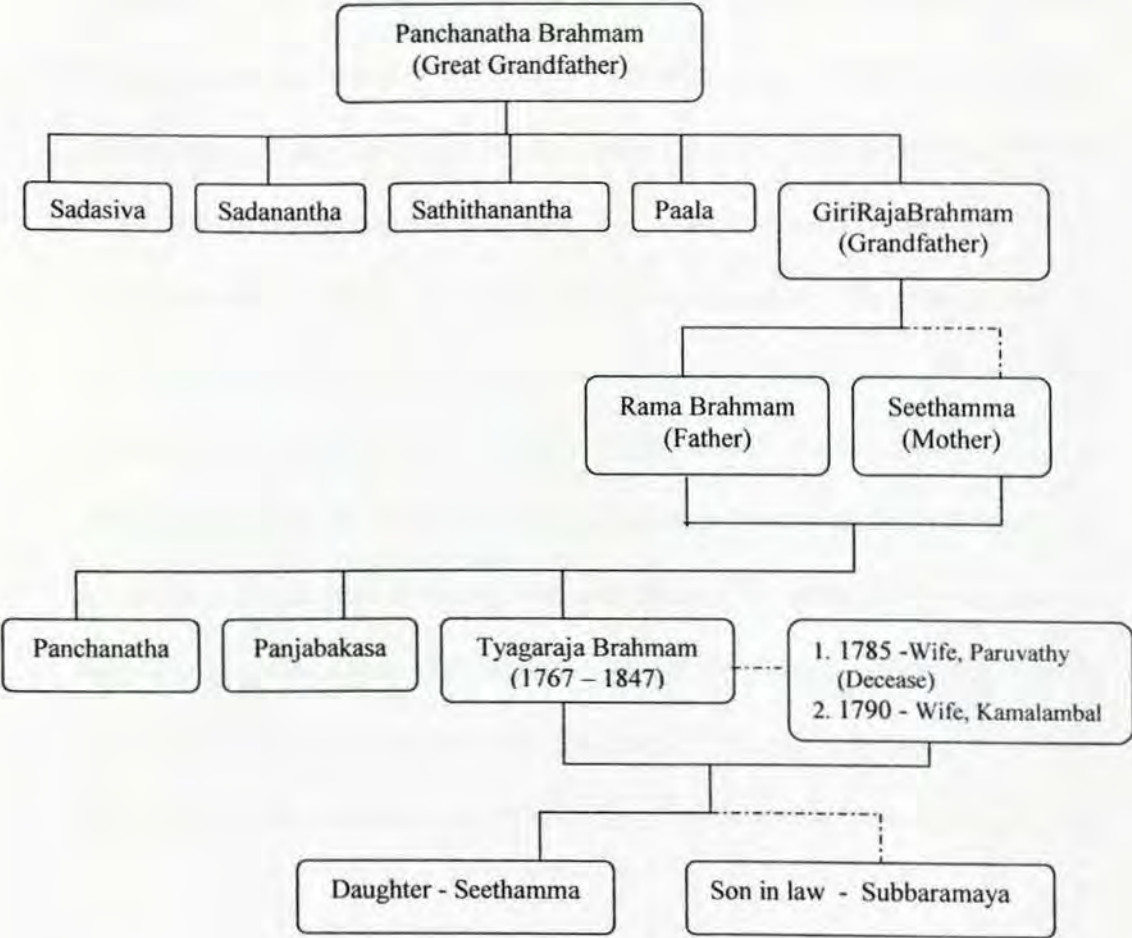 Panchanatha Brahmam
(Great Grandfather)
Sadasiva
Sadanantha
Sathithanantha
Paala
GiriRajaBrahmam
(Grandfather)
Rama Brahmam
(Father)
Seethamma
(Mother)
Panchanatha
Panjabakasa
Tyagaraja Brahmam
(1767 – 1847)
1. 1785 -Wife, Paruvathy
(Decease)
2. 1790 - Wife, Kamalambal
Daughter - Seethamma
Son in law - Subbaramaya